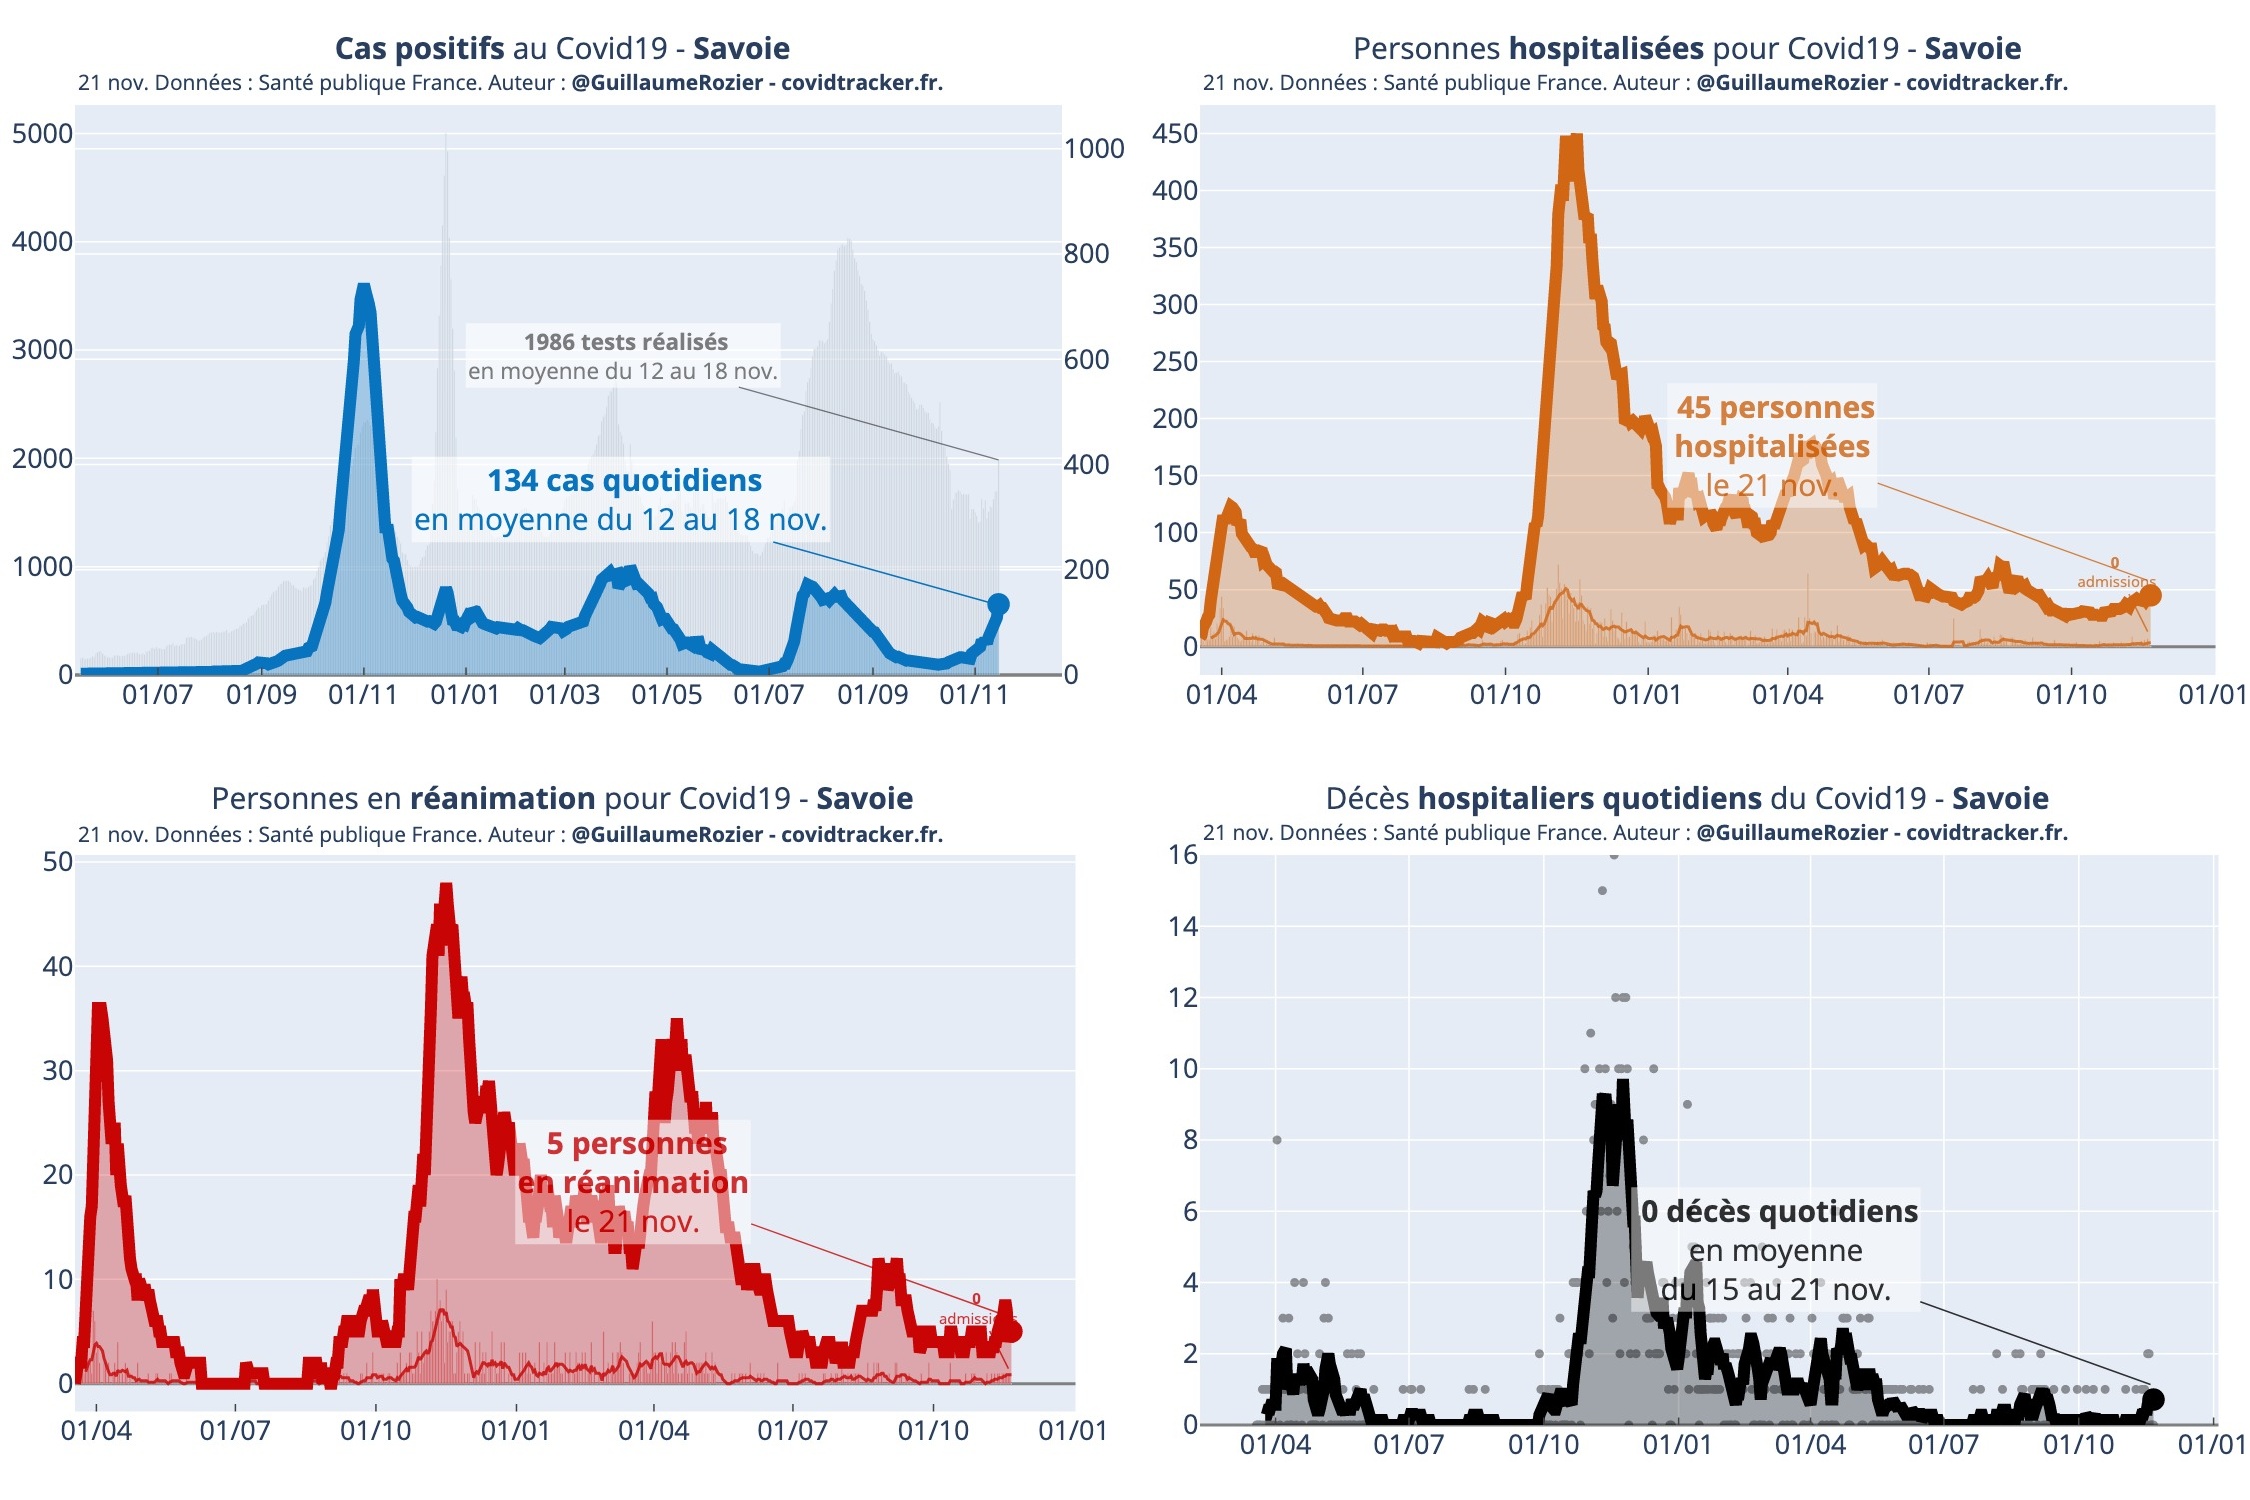 Cas positifs au Covid19 - Savoie
21 nov. Données : Santé publique France. Auteur : @GuillaumeRozier - covidtracker.fr.
5000
4000
3000
2000
1000
0
1000
800
600
400
200
0
1986 tests réalisés
en moyenne du 12 au 18 nov.
134 cas quotidiens
en moyenne du 12 au 18 nov.
01/07 01/09 01/11 01/01 01/03 01/05 01/07 01/09 01/11
Personnes hospitalisées pour Covid19 - Savoie
21 nov. Données : Santé publique France. Auteur : @GuillaumeRozier - covidtracker.fr.
450
400
350
300
250
200
150
100
50
0
45 personnes
hospitalisées
le 21 nov.
0
admissions
01/04 01/07 01/10 01/01 01/04 01/07 01/10 01/01
Personnes en réanimation pour Covid19 - Savoie
21 nov. Données : Santé publique France. Auteur : @GuillaumeRozier - covidtracker.fr.
50
40
30
20
10
0
5 personnes
en réanimation
le 21 nov.
0
admissions
01/04 01/07 01/10 01/01 01/04 01/07 01/10 01/01
Décès hospitaliers quotidiens du Covid19 - Savoie
21 nov. Données : Santé publique France. Auteur : @GuillaumeRozier - covidtracker.fr.
16
14
12
10
8
6
4
2
0
0 décès quotidiens
en moyenne
du 15 au 21 nov.
01/04 01/07 01/10 01/01 01/04 01/07 01/10 01/01